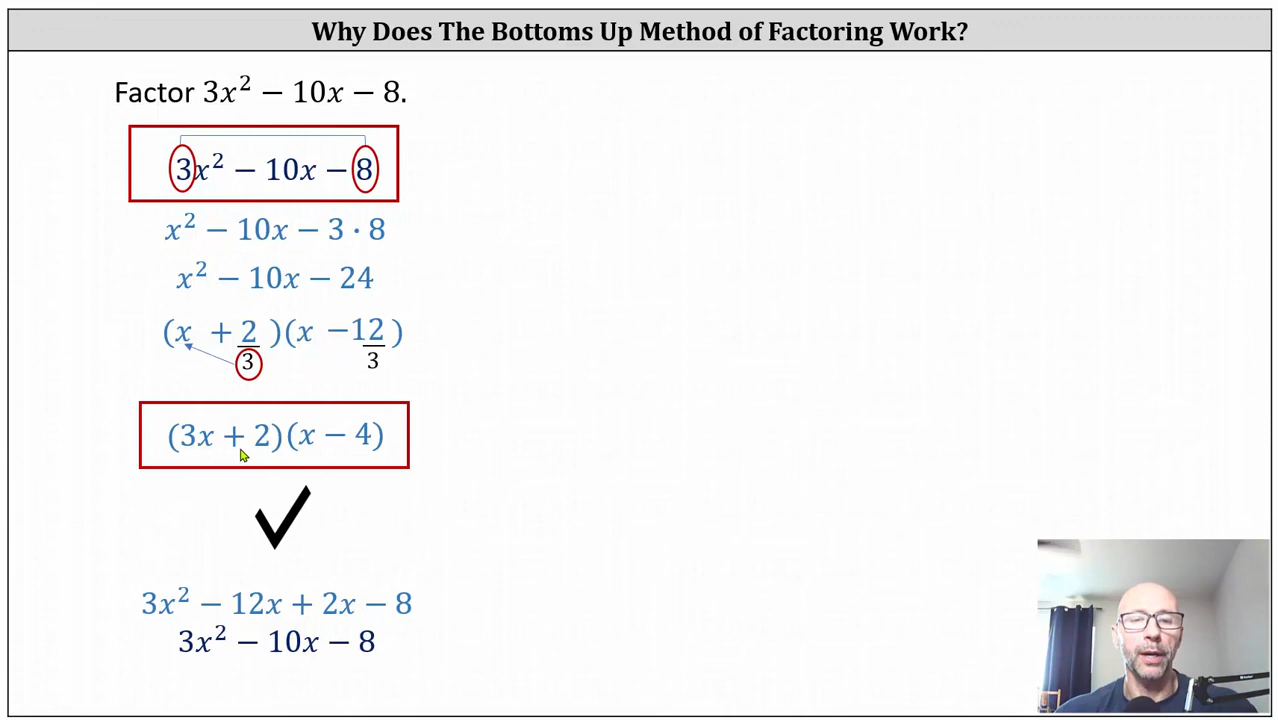 Why Does The Bottoms Up Method of Factoring Work?
Factor 3x² − 10x − 8.
3x² − 10x − 8
x² − 10x − 3 · 8
x² − 10x − 24
(x + 2/3)(x − 12/3)
(3x + 2)(x − 4)
3x² − 12x + 2x − 8
3x² − 10x − 8